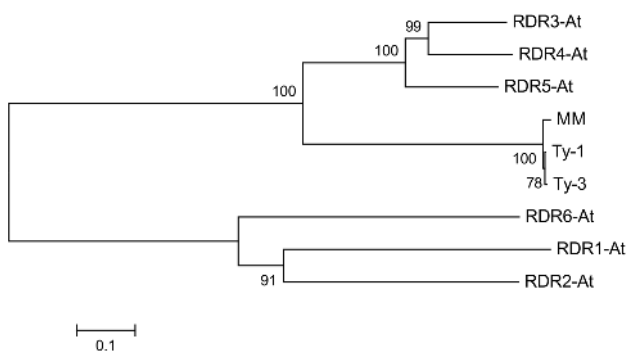 RDR3-At
99
RDR4-At
100
RDR5-At
100
MM
100
Ty-1
78
Ty-3
RDR6-At
RDR1-At
91
RDR2-At
0.1